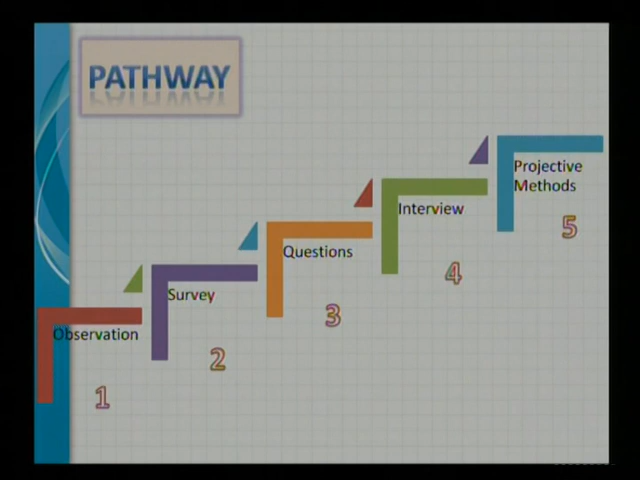 PATHWAY
Observation
1
Survey
2
Questions
3
Interview
4
Projective
Methods
5